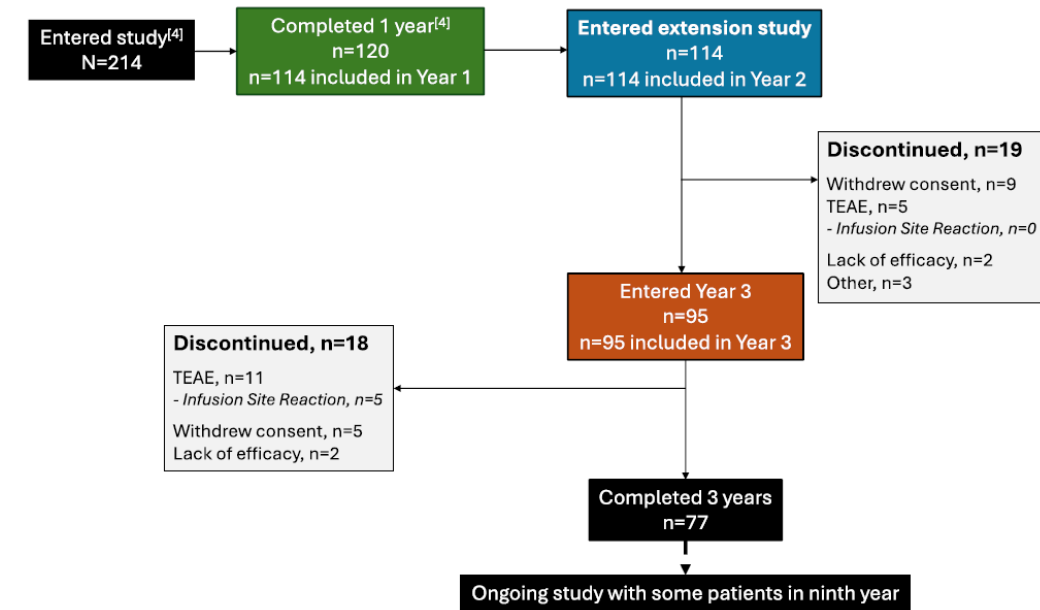 Entered study[4]
N=214
Completed 1 year[4]
n=120
n=114 included in Year 1
Entered extension study
n=114
n=114 included in Year 2
Discontinued, n=19
Withdrew consent, n=9
TEAE, n=5
- Infusion Site Reaction, n=0
Lack of efficacy, n=2
Other, n=3
Entered Year 3
n=95
n=95 included in Year 3
Discontinued, n=18
TEAE, n=11
- Infusion Site Reaction, n=5
Withdrew consent, n=5
Lack of efficacy, n=2
Completed 3 years
n=77
Ongoing study with some patients in ninth year